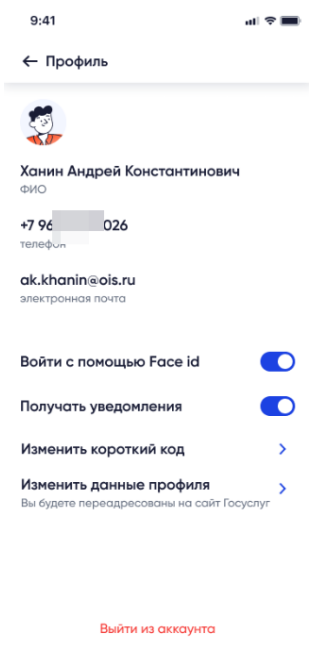 9:41
Профиль
Ханин Андрей Константинович
ФИО
+7 96 026
телефон
ak.khanin@ois.ru
электронная почта
Войти с помощью Face id
Получать уведомления
Изменить короткий код
Изменить данные профиля
Вы будете переадресованы на сайт Госуслуг
Выйти из аккаунта